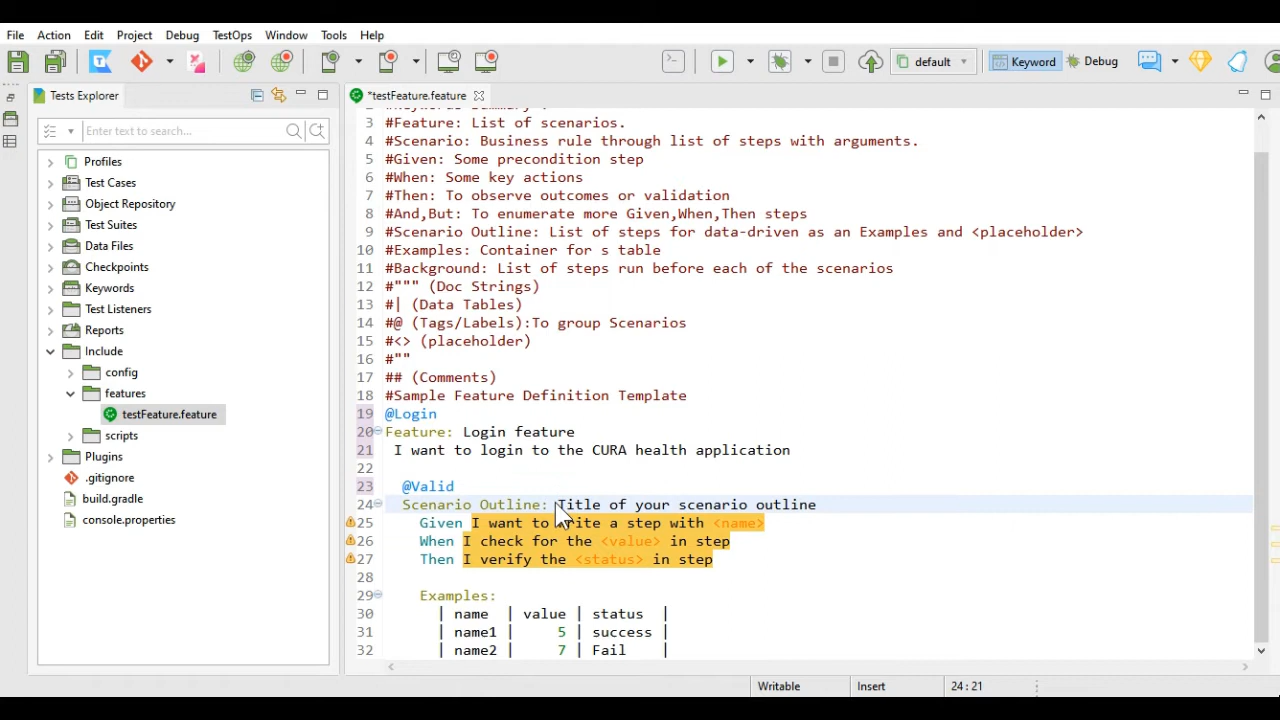 File Action Edit Project Debug TestOps Window Tools Help
default Keyword Debug
Tests Explorer
*testFeature.feature
Enter text to search...
Profiles
Test Cases
Object Repository
Test Suites
Data Files
Checkpoints
Keywords
Test Listeners
Reports
Include
config
features
testFeature.feature
scripts
Plugins
.gitignore
build.gradle
console.properties
3 #Feature: List of scenarios.
4 #Scenario: Business rule through list of steps with arguments.
5 #Given: Some precondition step
6 #When: Some key actions
7 #Then: To observe outcomes or validation
8 #And,But: To enumerate more Given,When,Then steps
9 #Scenario Outline: List of steps for data-driven as an Examples and <placeholder>
10 #Examples: Container for s table
11 #Background: List of steps run before each of the scenarios
12 #""" (Doc Strings)
13 #| (Data Tables)
14 #@ (Tags/Labels):To group Scenarios
15 #<> (placeholder)
16 #""
17 ## (Comments)
18 #Sample Feature Definition Template
19 @Login
20 Feature: Login feature
21 I want to login to the CURA health application
22
23 @Valid
24 Scenario Outline: Title of your scenario outline
25 Given I want to write a step with <name>
26 When I check for the <value> in step
27 Then I verify the <status> in step
28
29 Examples:
30 | name | value | status |
31 | name1 | 5 | success |
32 | name2 | 7 | Fail |
Writable Insert 24:21